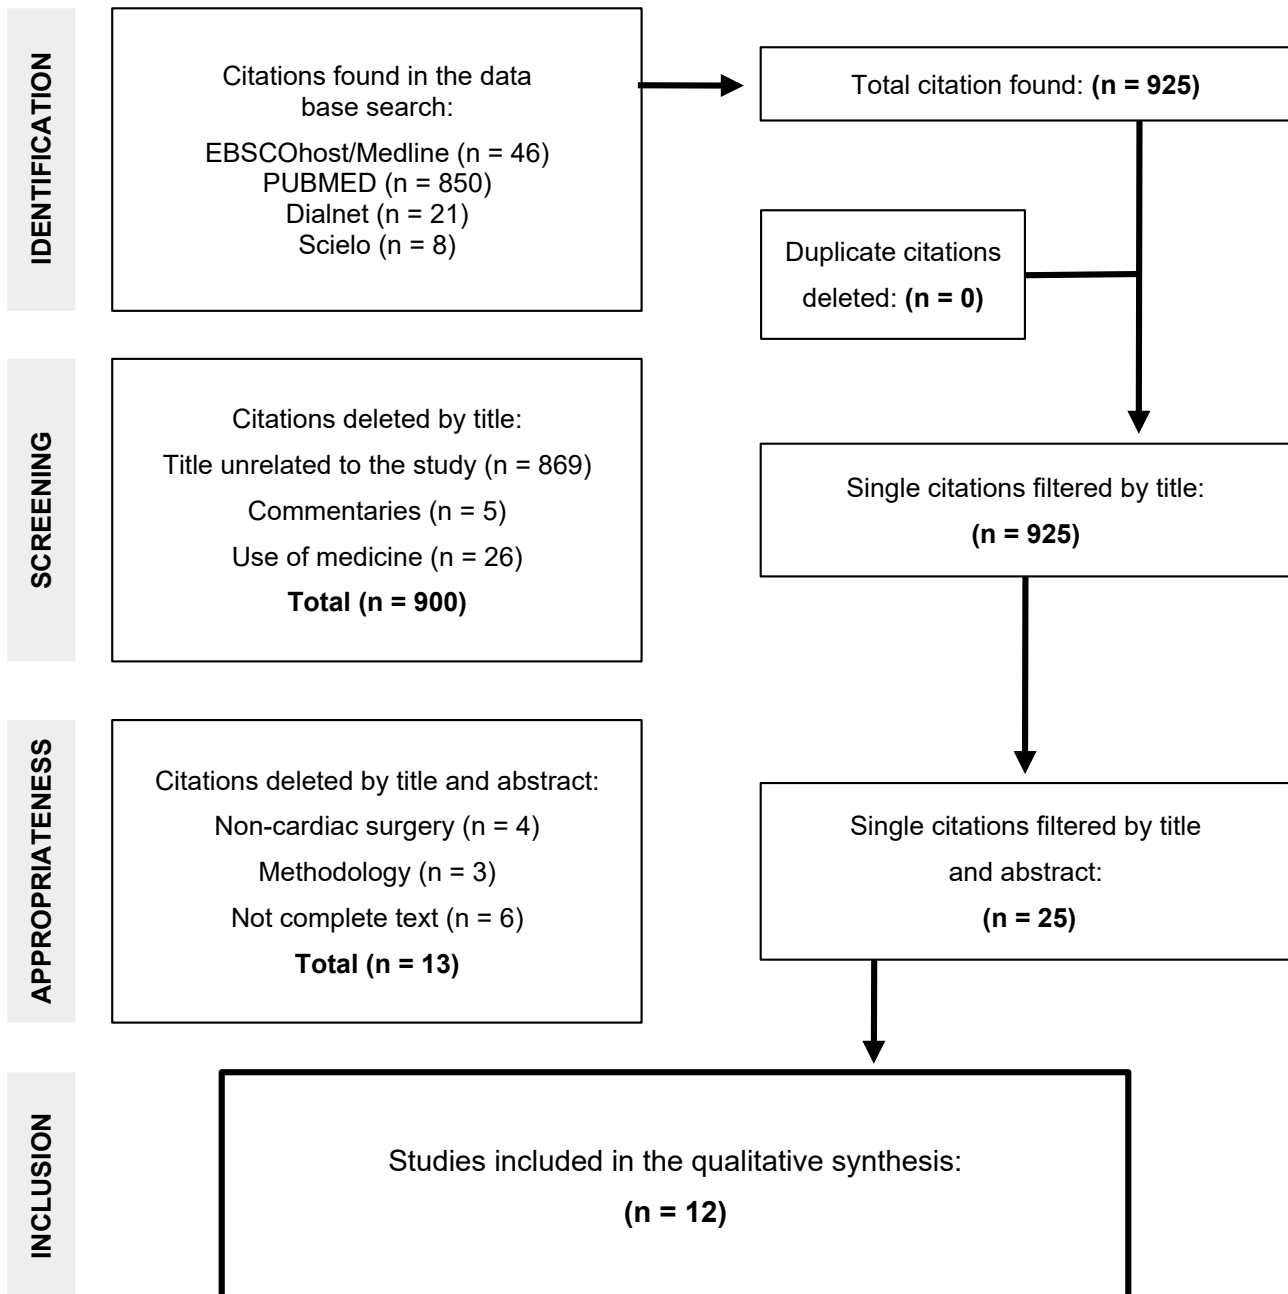 IDENTIFICATION
Citations found in the data
base search:
EBSCOhost/Medline (n = 46)
PUBMED (n = 850)
Dialnet (n = 21)
Scielo (n = 8)
Total citation found: (n = 925)
Duplicate citations
deleted: (n = 0)
SCREENING
Citations deleted by title:
Title unrelated to the study (n = 869)
Commentaries (n = 5)
Use of medicine (n = 26)
Total (n = 900)
Single citations filtered by title:
(n = 925)
APPROPRIATENESS
Citations deleted by title and abstract:
Non-cardiac surgery (n = 4)
Methodology (n = 3)
Not complete text (n = 6)
Total (n = 13)
Single citations filtered by title
and abstract:
(n = 25)
INCLUSION
Studies included in the qualitative synthesis:
(n = 12)